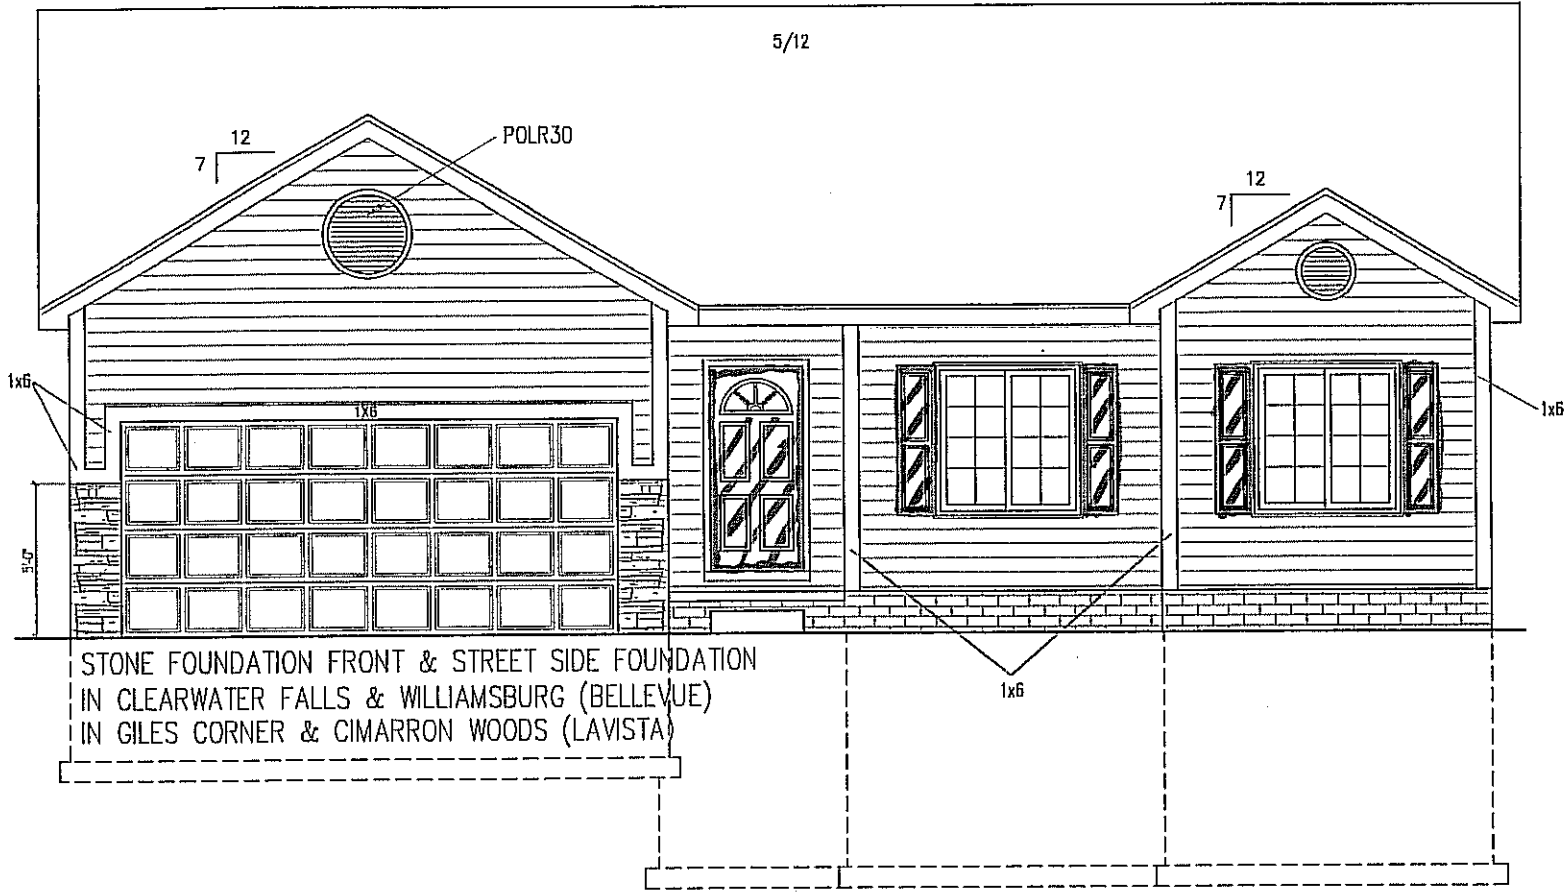 5/12
12
7
POLR30
12
7
1x6
1X6
1x6
5'-0"
1x6
STONE FOUNDATION FRONT & STREET SIDE FOUNDATION
IN CLEARWATER FALLS & WILLIAMSBURG (BELLEVUE)
IN GILES CORNER & CIMARRON WOODS (LAVISTA)